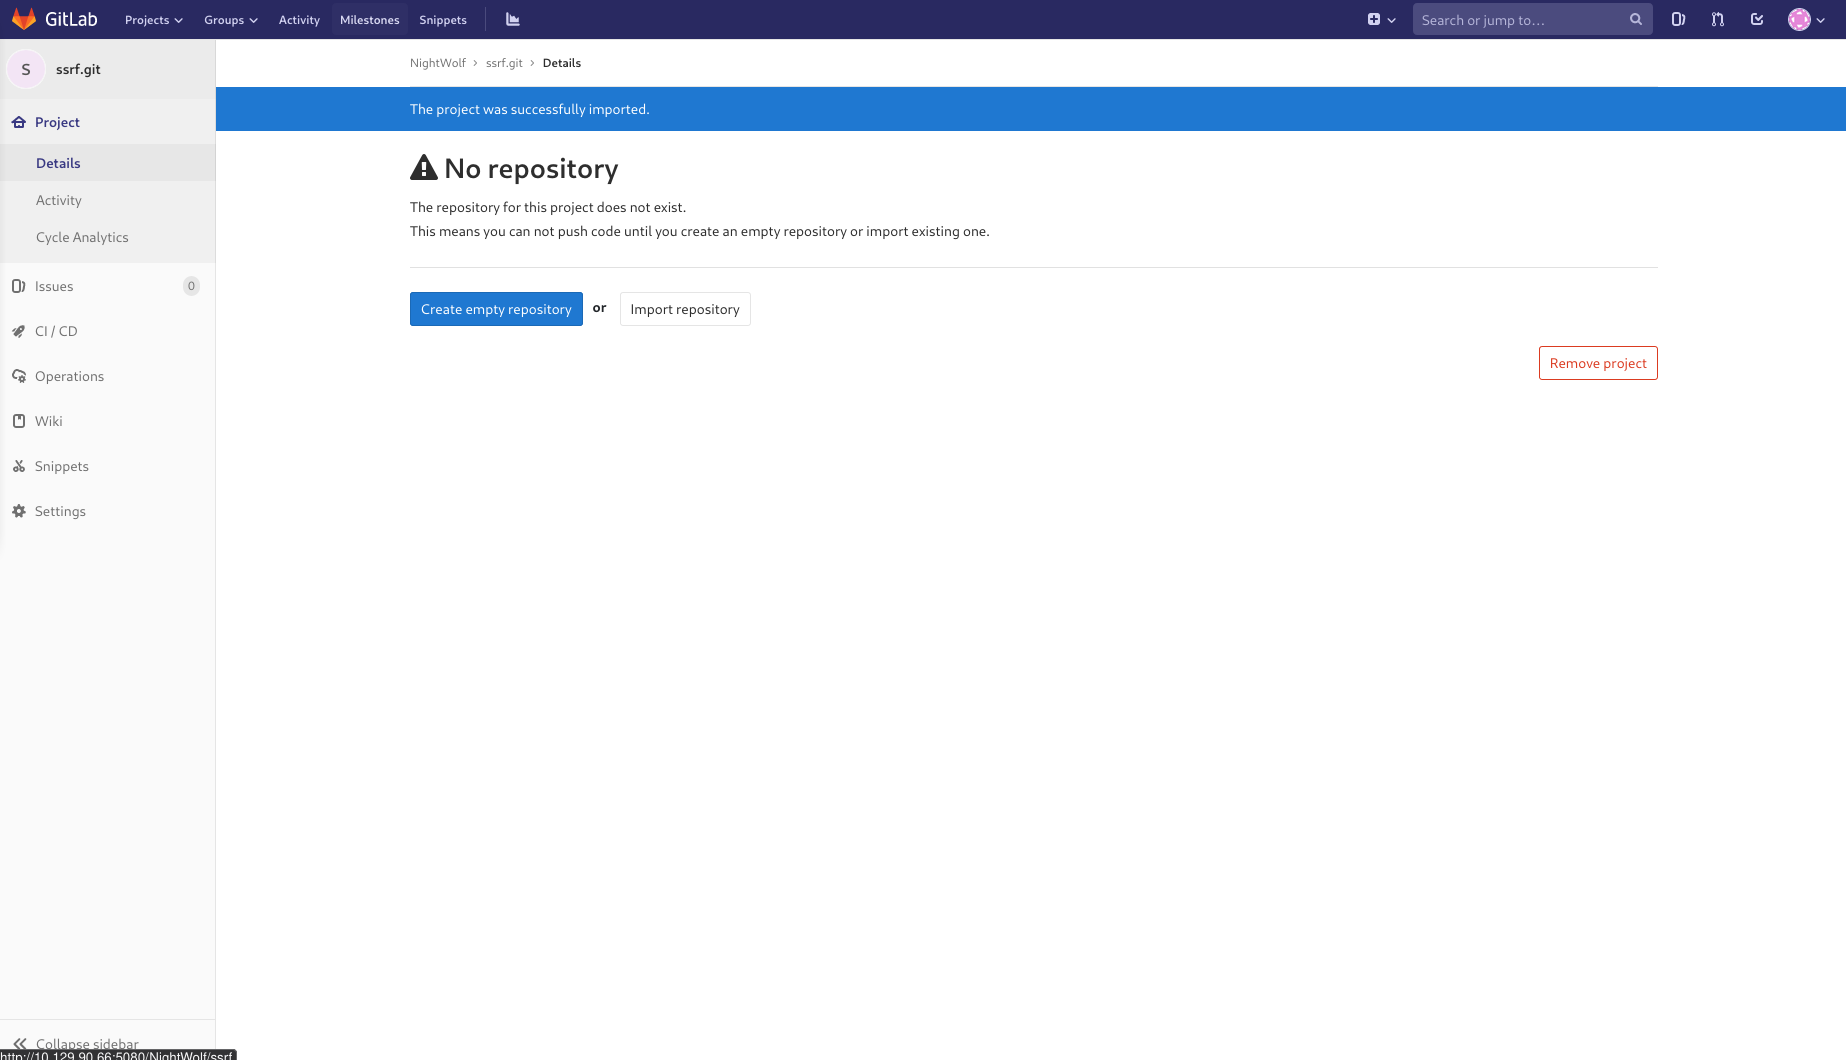 GitLab Projects Groups Activity Milestones Snippets Search or jump to...
S ssrf.git
NightWolf › ssrf.git › Details
The project was successfully imported.
Project
Details
Activity
Cycle Analytics
Issues 0
CI / CD
Operations
Wiki
Snippets
Settings
No repository
The repository for this project does not exist.
This means you can not push code until you create an empty repository or import existing one.
Create empty repository or Import repository
Remove project
Collapse sidebar
http://10.129.90.66:5080/NightWolf/ssrf